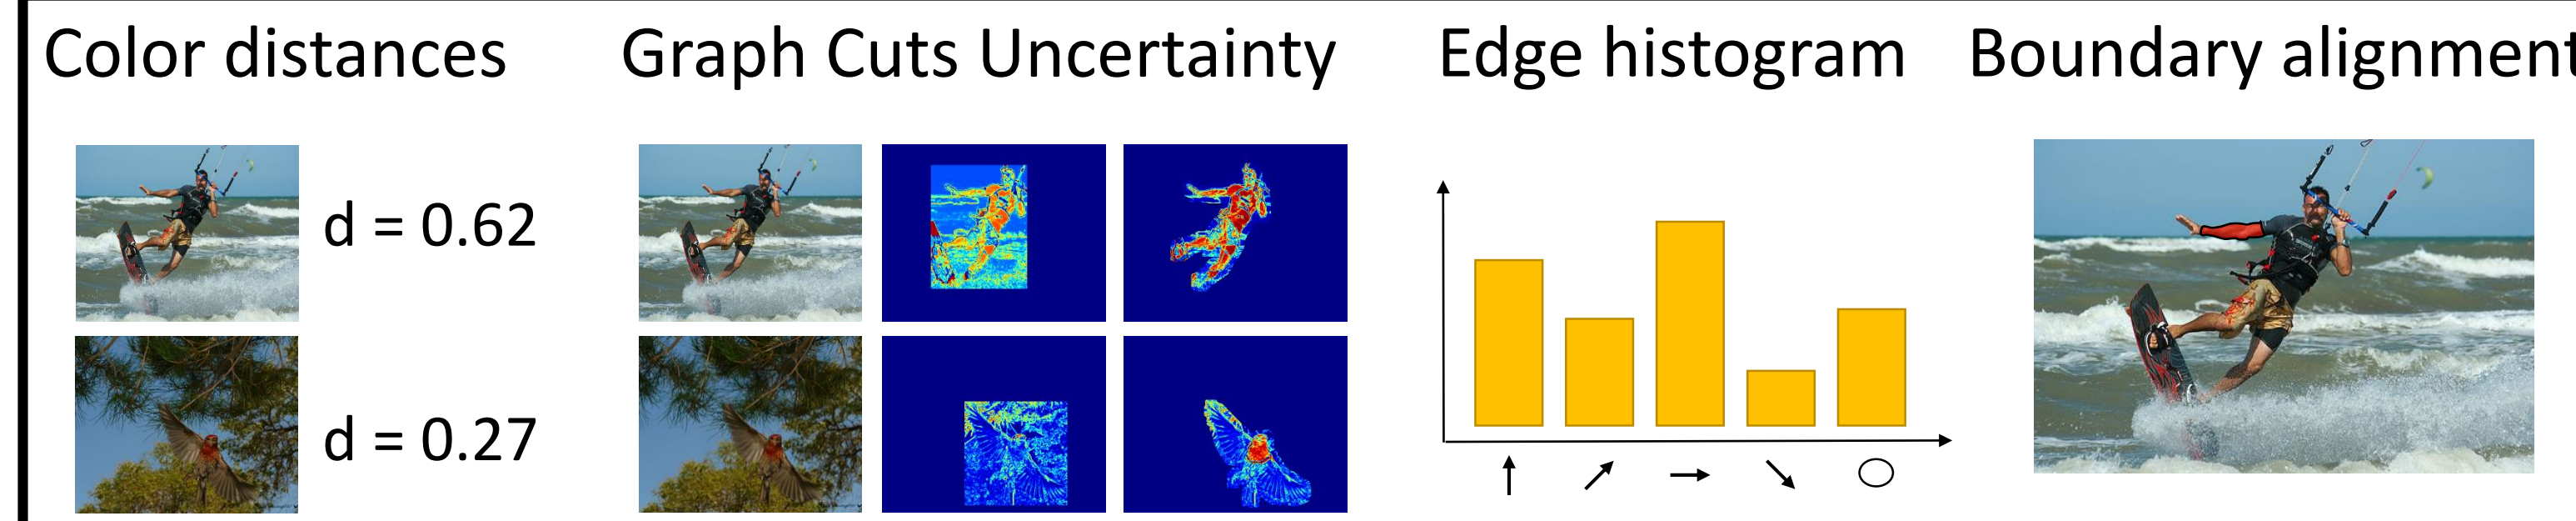 Color distances
Graph Cuts Uncertainty
Edge histogram
Boundary alignment
d = 0.62
d = 0.27